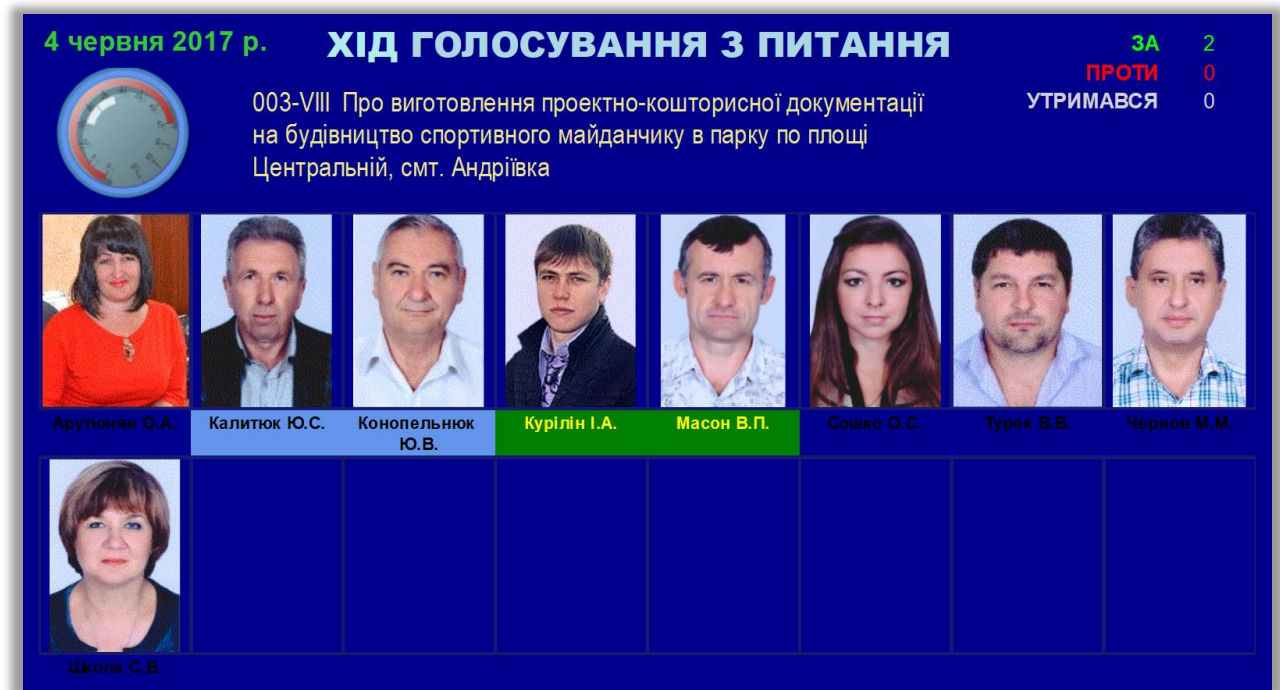 4 червня 2017 р.
ХІД ГОЛОСУВАННЯ З ПИТАННЯ
ЗА 2
ПРОТИ 0
УТРИМАВСЯ 0
003-VIII Про виготовлення проектно-кошторисної документації
на будівництво спортивного майданчику в парку по площі
Центральній, смт. Андріївка
Арутюнян О.А.
Калитюк Ю.С.
Конопельнюк
Ю.В.
Курілін І.А.
Масон В.П.
Сошко О.С.
Турек В.В.
Чернов М.М.
Школа С.В.